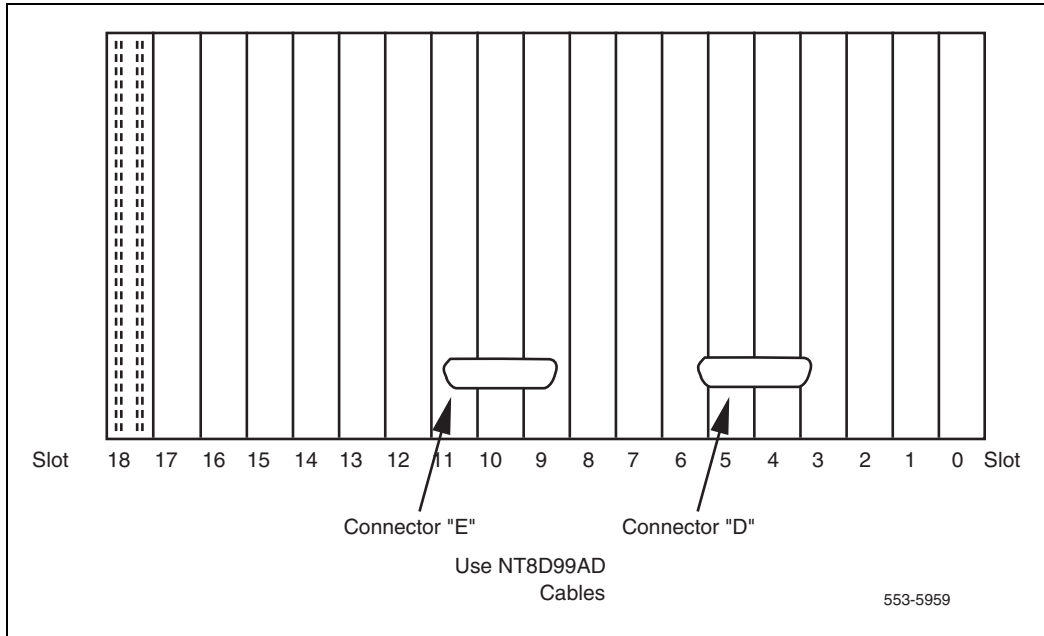 Slot 18 17 16 15 14 13 12 11 10 9 8 7 6 5 4 3 2 1 0 Slot
Connector "E" Connector "D"
Use NT8D99AD
Cables
553-5959